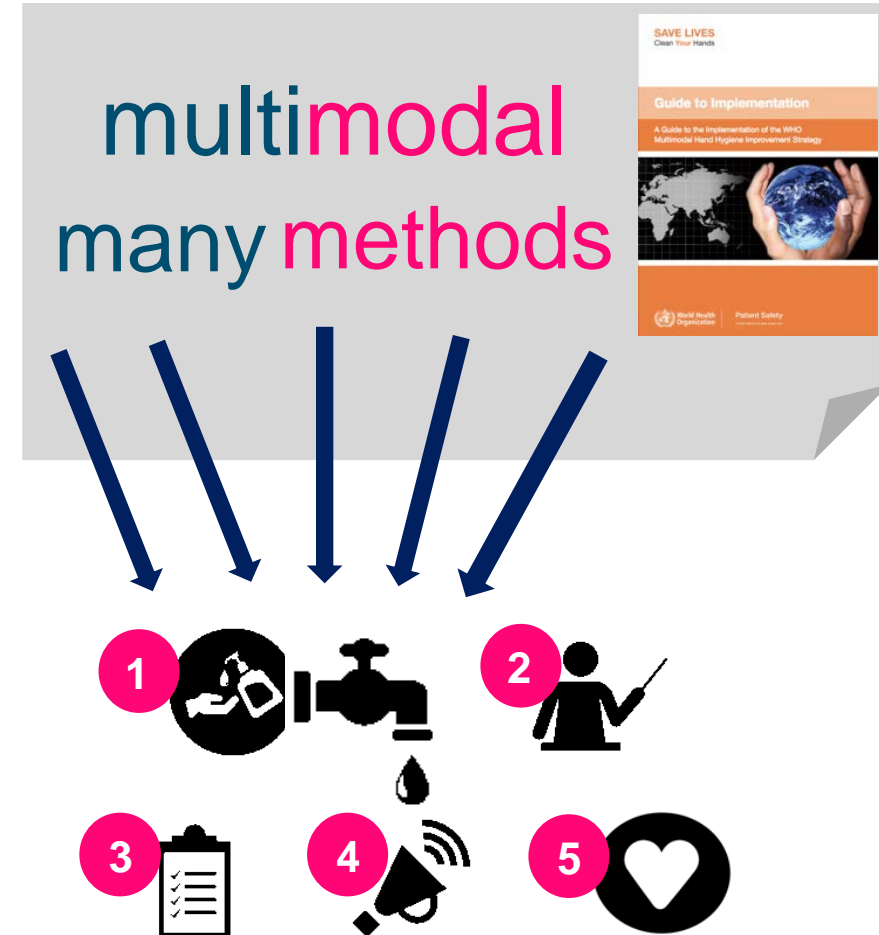 SAVE LIVES
Clean Your Hands
multimodal
many methods
Guide to Implementation
A Guide to the Implementation of the WHO
Multimodal Hand Hygiene Improvement Strategy
World Health
Organization
Patient Safety
1
2
3
4
5